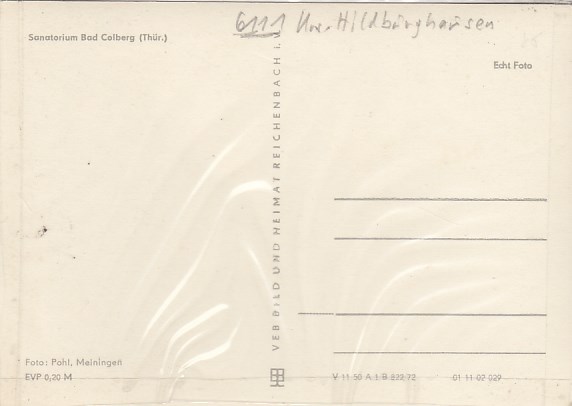 6111 Krs. Hildburghausen
Sanatorium Bad Colberg (Thür.)
Echt Foto
VEB BILD UND HEIMAT REICHENBACH I. V.
Foto: Pohl, Meiningen
EVP 0,20 M
V 11 50 A 1 B 822 72 01 11 02 029